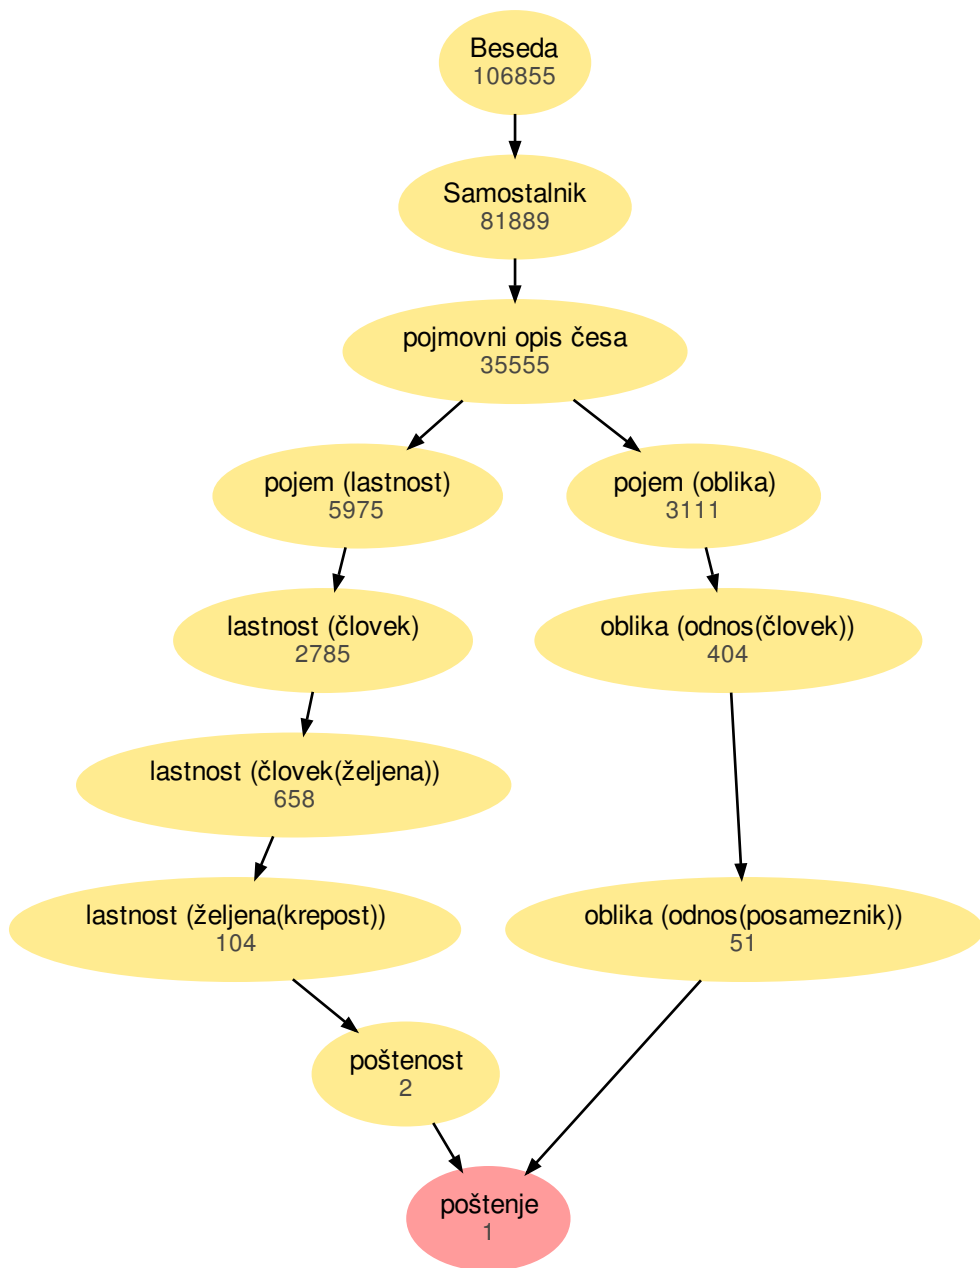 Beseda
106855
Samostalnik
81889
pojmovni opis česa
35555
pojem (lastnost)
5975
pojem (oblika)
3111
lastnost (človek)
2785
oblika (odnos(človek))
404
lastnost (človek(željena))
658
lastnost (željena(krepost))
104
oblika (odnos(posameznik))
51
poštenost
2
poštenje
1